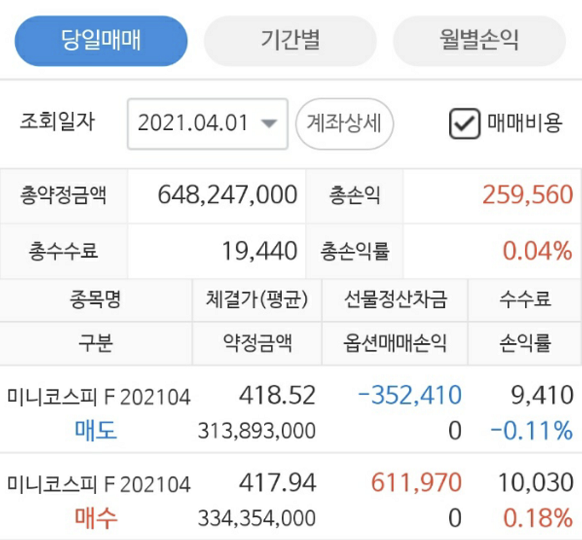 당일매매 기간별 월별손익
조회일자 2021.04.01 계좌상세 매매비용
총약정금액 648,247,000 총손익 259,560
총수수료 19,440 총손익률 0.04%
종목명 체결가(평균) 선물정산차금 수수료
구분 약정금액 옵션매매손익 손익률
미니코스피 F 202104 418.52 -352,410 9,410
매도 313,893,000 0 -0.11%
미니코스피 F 202104 417.94 611,970 10,030
매수 334,354,000 0 0.18%